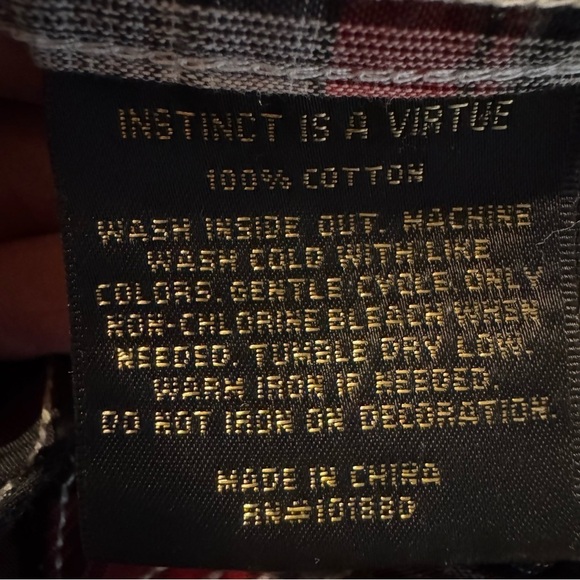 INSTINCT IS A VIRTUE
100% COTTON
WASH INSIDE OUT. MACHINE
WASH COLD WITH LIKE
COLORS. GENTLE CYCLE ONLY
NON-CHLORINE BLEACH WHEN
NEEDED. TUMBLE DRY LOW.
WARM IRON IF NEEDED.
DO NOT IRON ON DECORATION.
MADE IN CHINA
RN#101880